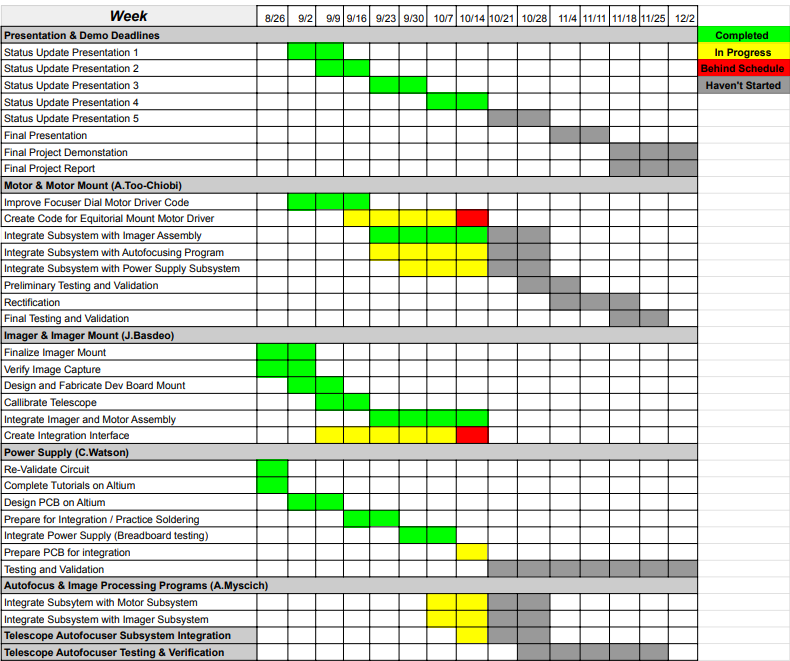 Week 8/26 9/2 9/9 9/16 9/23 9/30 10/7 10/14 10/21 10/28 11/4 11/11 11/18 11/25 12/2
Presentation & Demo Deadlines Completed
Status Update Presentation 1 In Progress
Status Update Presentation 2 Behind Schedule
Status Update Presentation 3 Haven't Started
Status Update Presentation 4
Status Update Presentation 5
Final Presentation
Final Project Demonstation
Final Project Report
Motor & Motor Mount (A.Too-Chiobi)
Improve Focuser Dial Motor Driver Code
Create Code for Equitorial Mount Motor Driver
Integrate Subsystem with Imager Assembly
Integrate Subsystem with Autofocusing Program
Integrate Subsystem with Power Supply Subsystem
Preliminary Testing and Validation
Rectification
Final Testing and Validation
Imager & Imager Mount (J.Basdeo)
Finalize Imager Mount
Verify Image Capture
Design and Fabricate Dev Board Mount
Callibrate Telescope
Integrate Imager and Motor Assembly
Create Integration Interface
Power Supply (C.Watson)
Re-Validate Circuit
Complete Tutorials on Altium
Design PCB on Altium
Prepare for Integration / Practice Soldering
Integrate Power Supply (Breadboard testing)
Prepare PCB for integration
Testing and Validation
Autofocus & Image Processing Programs (A.Myscich)
Integrate Subsytem with Motor Subsystem
Integrate Subsystem with Imager Subsystem
Telescope Autofocuser Subsystem Integration
Telescope Autofocuser Testing & Verification